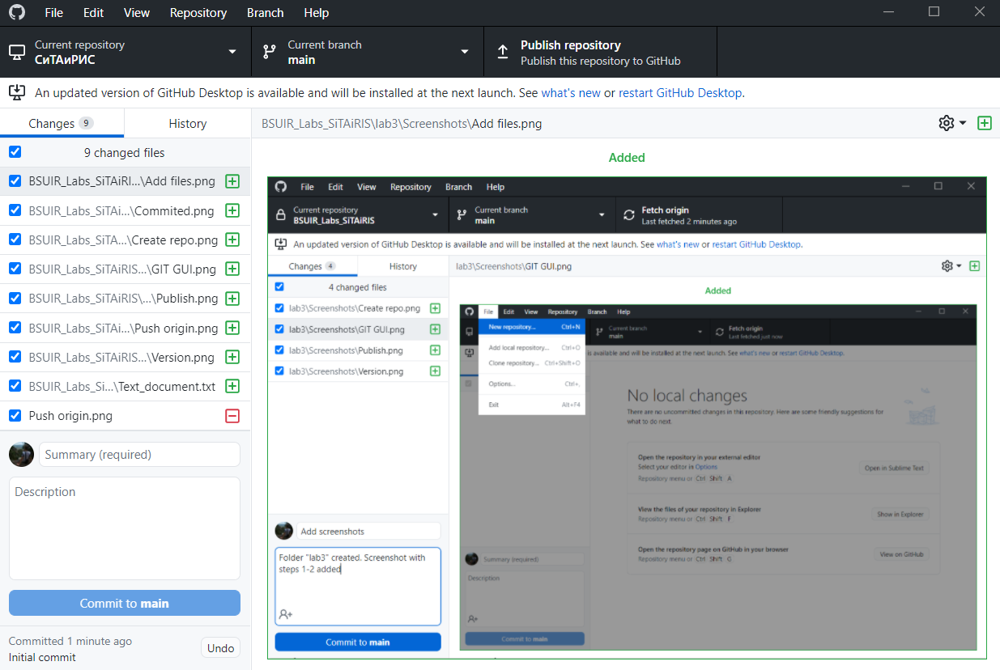 File Edit View Repository Branch Help
Current repository
СиТАиРИС
Current branch
main
Publish repository
Publish this repository to GitHub
An updated version of GitHub Desktop is available and will be installed at the next launch. See what's new or restart GitHub Desktop.
Changes 9
History
BSUIR_Labs_SiTAiRIS\lab3\Screenshots\Add files.png
9 changed files
BSUIR_Labs_SiTAiRI...\Add files.png
BSUIR_Labs_SiTAi...\Commited.png
BSUIR_Labs_SiTA...\Create repo.png
BSUIR_Labs_SiTAiRIS...\GIT GUI.png
BSUIR_Labs_SiTAiRIS\...\Publish.png
BSUIR_Labs_SiTAi...\Push origin.png
BSUIR_Labs_SiTAiRIS...\Version.png
BSUIR_Labs_Si...\Text_document.txt
Push origin.png
Summary (required)
Description
Commit to main
Committed 1 minute ago
Initial commit
Undo
Added
File Edit View Repository Branch Help
Current repository
BSUIR_Labs_SiTAiRIS
Current branch
main
Fetch origin
Last fetched 2 minutes ago
An updated version of GitHub Desktop is available and will be installed at the next launch. See what's new or restart GitHub Desktop.
Changes 4
History
lab3\Screenshots\GIT GUI.png
4 changed files
lab3\Screenshots\Create repo.png
lab3\Screenshots\GIT GUI.png
lab3\Screenshots\Publish.png
lab3\Screenshots\Version.png
Add screenshots
Folder "lab3" created. Screenshot with
steps 1-2 added
Commit to main
Added
File Edit View Repository Branch Help
New repository... Ctrl+N
Add local repository... Ctrl+O
Clone repository... Ctrl+Shift+O
Options... Ctrl+,
Exit Alt+F4
Current branch
main
Fetch origin
Last fetched just now
is available and will be installed at the next launch. See what's new or restart GitHub Desktop.
No local changes
There are no uncommitted changes in this repository. Here are some friendly suggestions for
what to do next.
Open the repository in your external editor
Select your editor in Options
Repository menu or Ctrl Shift A
Open in Sublime Text
View the files of your repository in Explorer
Repository menu or Ctrl Shift F
Show in Explorer
Open the repository page on GitHub in your browser
Repository menu or Ctrl Shift G
View on GitHub
Summary (required)
Description
Commit to main